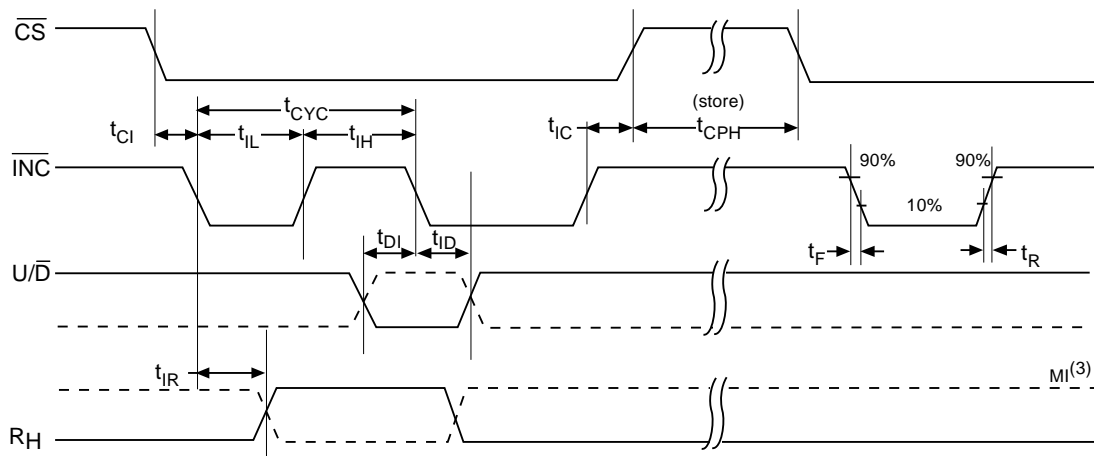 CS
(store)
tCYC
tCI
tIL
tIH
tIC
tCPH
INC
90%
90%
10%
tDI
tID
tF
tR
U/D
tIR
MI(3)
RH